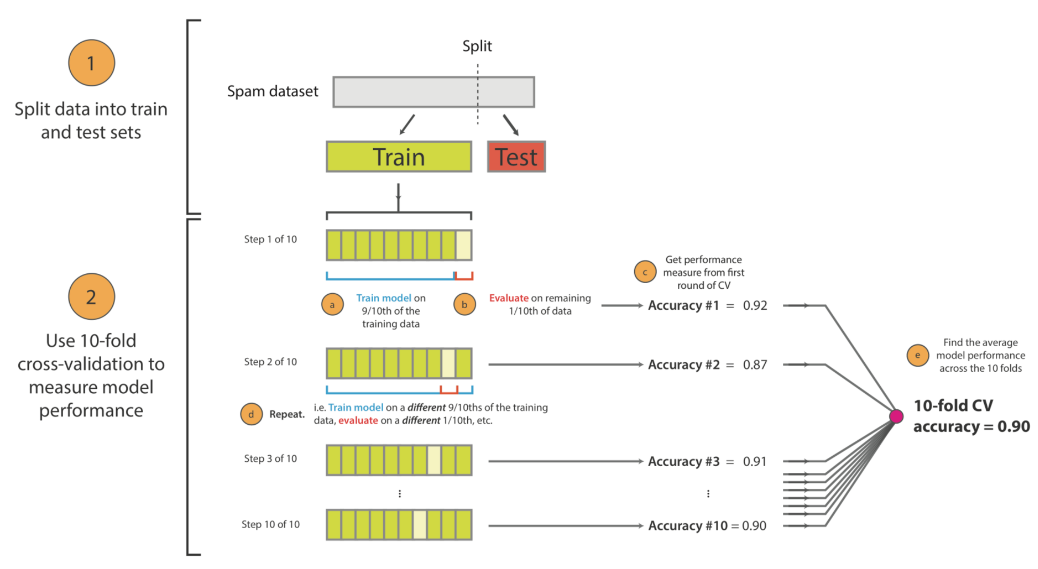 1
Split data into train
and test sets
Split
Spam dataset
Train
Test
2
Use 10-fold
cross-validation to
measure model
performance
Step 1 of 10
a
Train model on
9/10th of the
training data
b
Evaluate on remaining
1/10th of data
c
Get performance
measure from first
round of CV
Accuracy #1 = 0.92
Step 2 of 10
Accuracy #2 = 0.87
d
Repeat.
i.e. Train model on a different 9/10ths of the training
data, evaluate on a different 1/10th, etc.
Step 3 of 10
Accuracy #3 = 0.91
⋮
⋮
Step 10 of 10
Accuracy #10 = 0.90
e
Find the average
model performance
across the 10 folds
10-fold CV
accuracy = 0.90